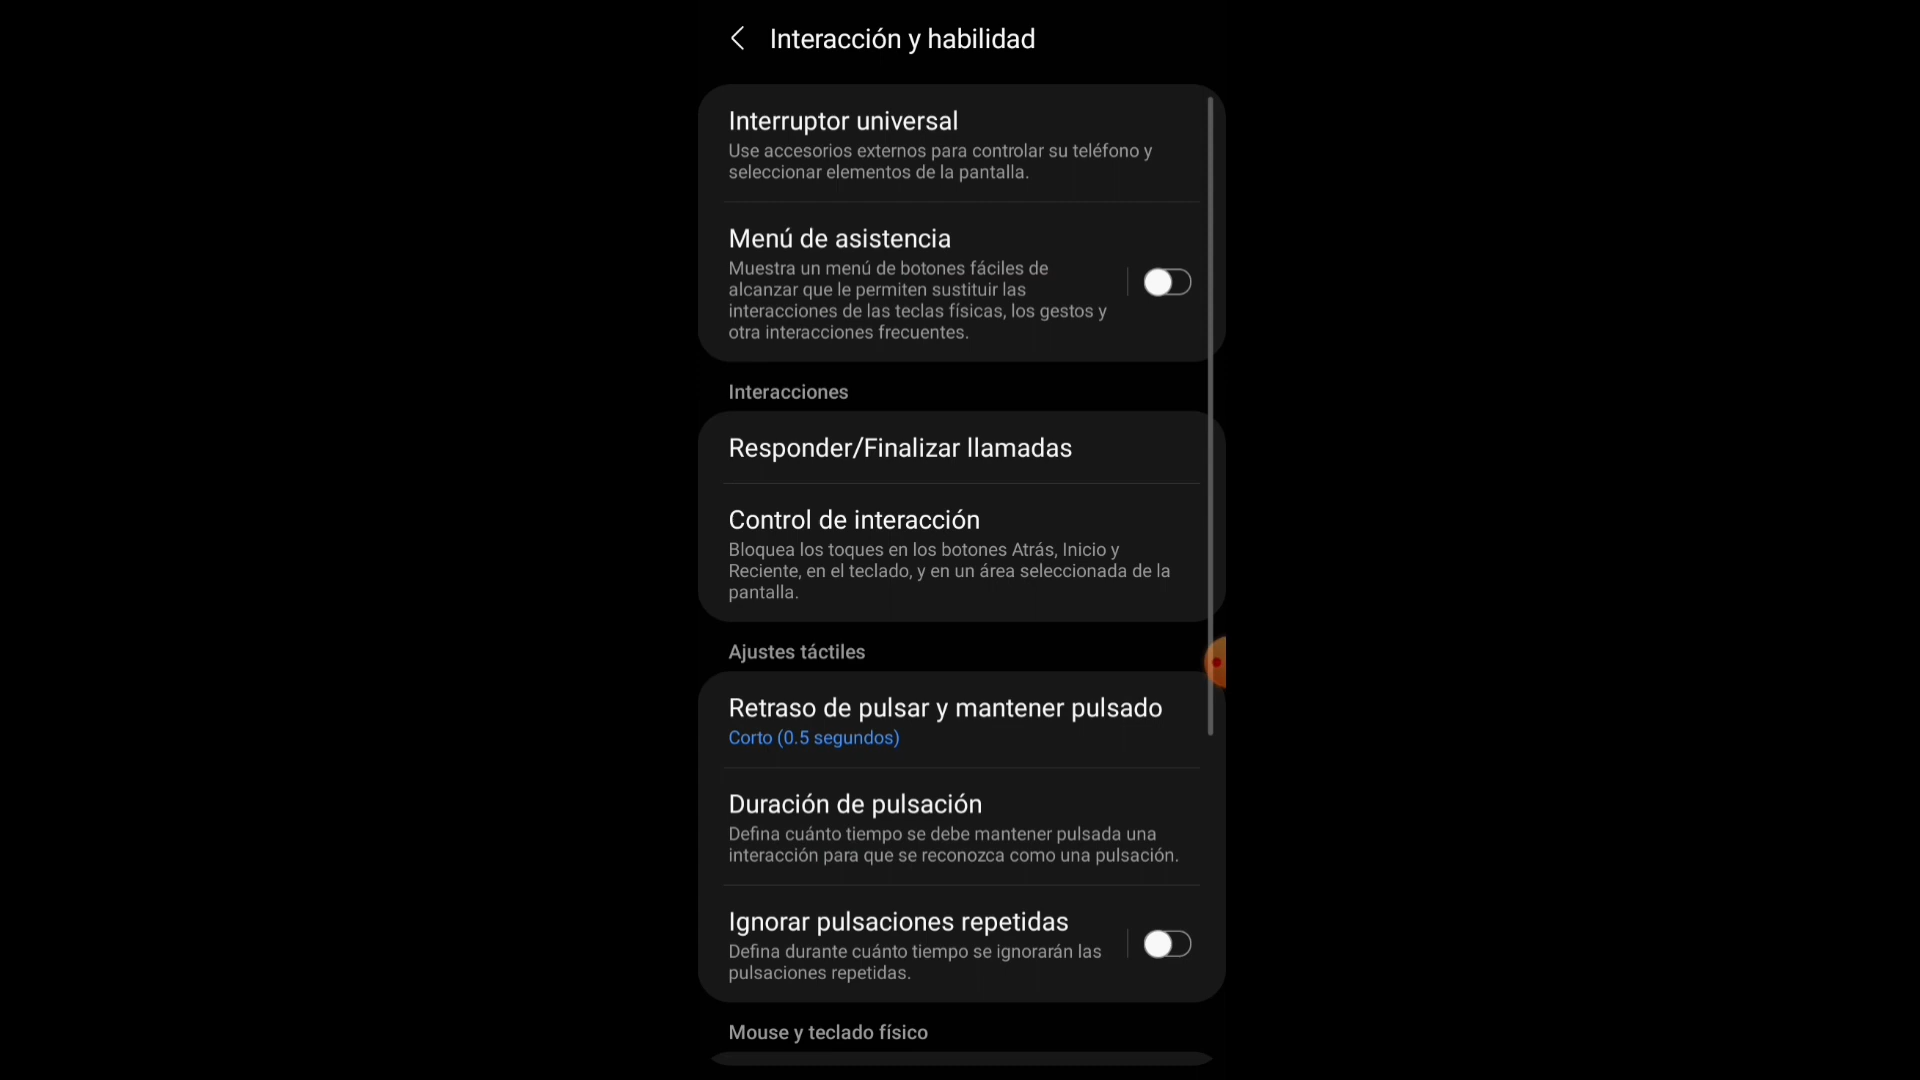 Interacción y habilidad
Interruptor universal
Use accesorios externos para controlar su teléfono y
seleccionar elementos de la pantalla.
Menú de asistencia
Muestra un menú de botones fáciles de
alcanzar que le permiten sustituir las
interacciones de las teclas físicas, los gestos y
otra interacciones frecuentes.
Interacciones
Responder/Finalizar llamadas
Control de interacción
Bloquea los toques en los botones Atrás, Inicio y
Reciente, en el teclado, y en un área seleccionada de la
pantalla.
Ajustes táctiles
Retraso de pulsar y mantener pulsado
Corto (0.5 segundos)
Duración de pulsación
Defina cuánto tiempo se debe mantener pulsada una
interacción para que se reconozca como una pulsación.
Ignorar pulsaciones repetidas
Defina durante cuánto tiempo se ignorarán las
pulsaciones repetidas.
Mouse y teclado físico